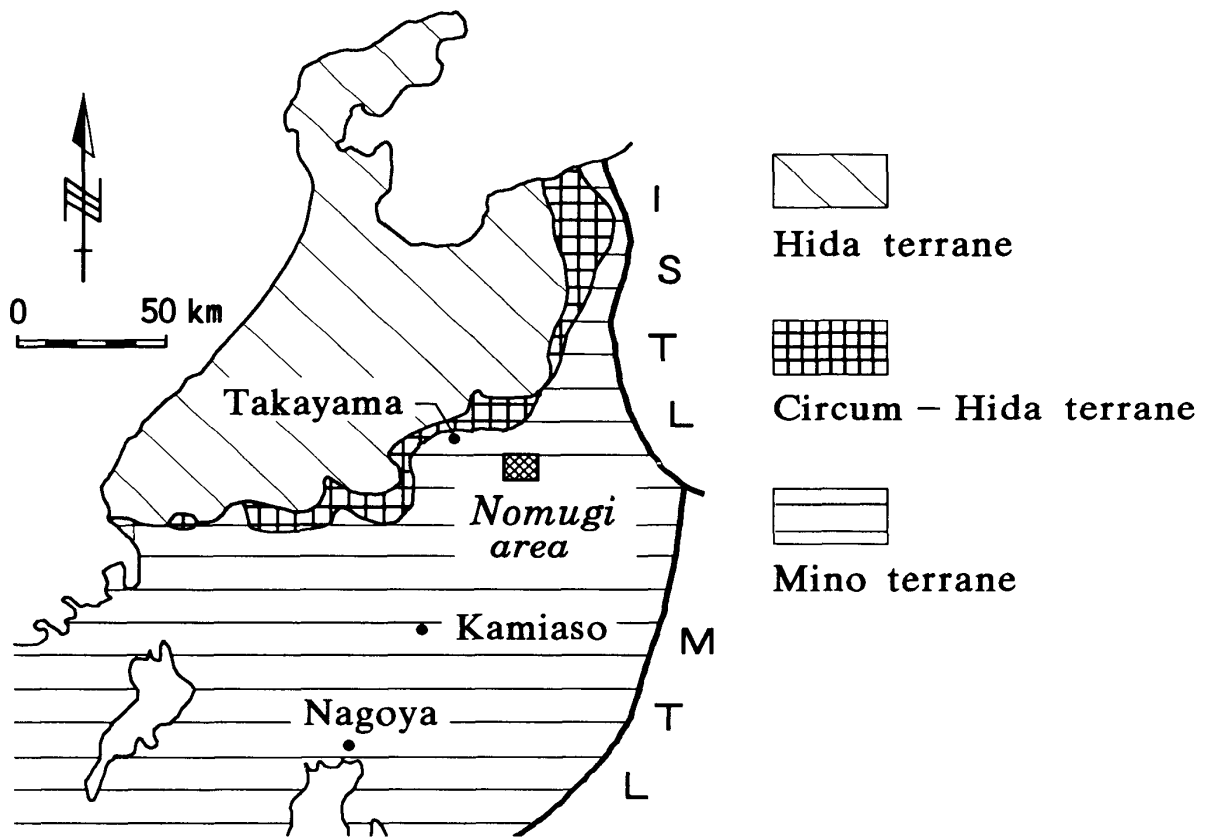 N
0 50 km
I
S
T
L
Takayama
Nomugi
area
Kamiaso
Nagoya
M
T
L
Hida terrane
Circum – Hida terrane
Mino terrane